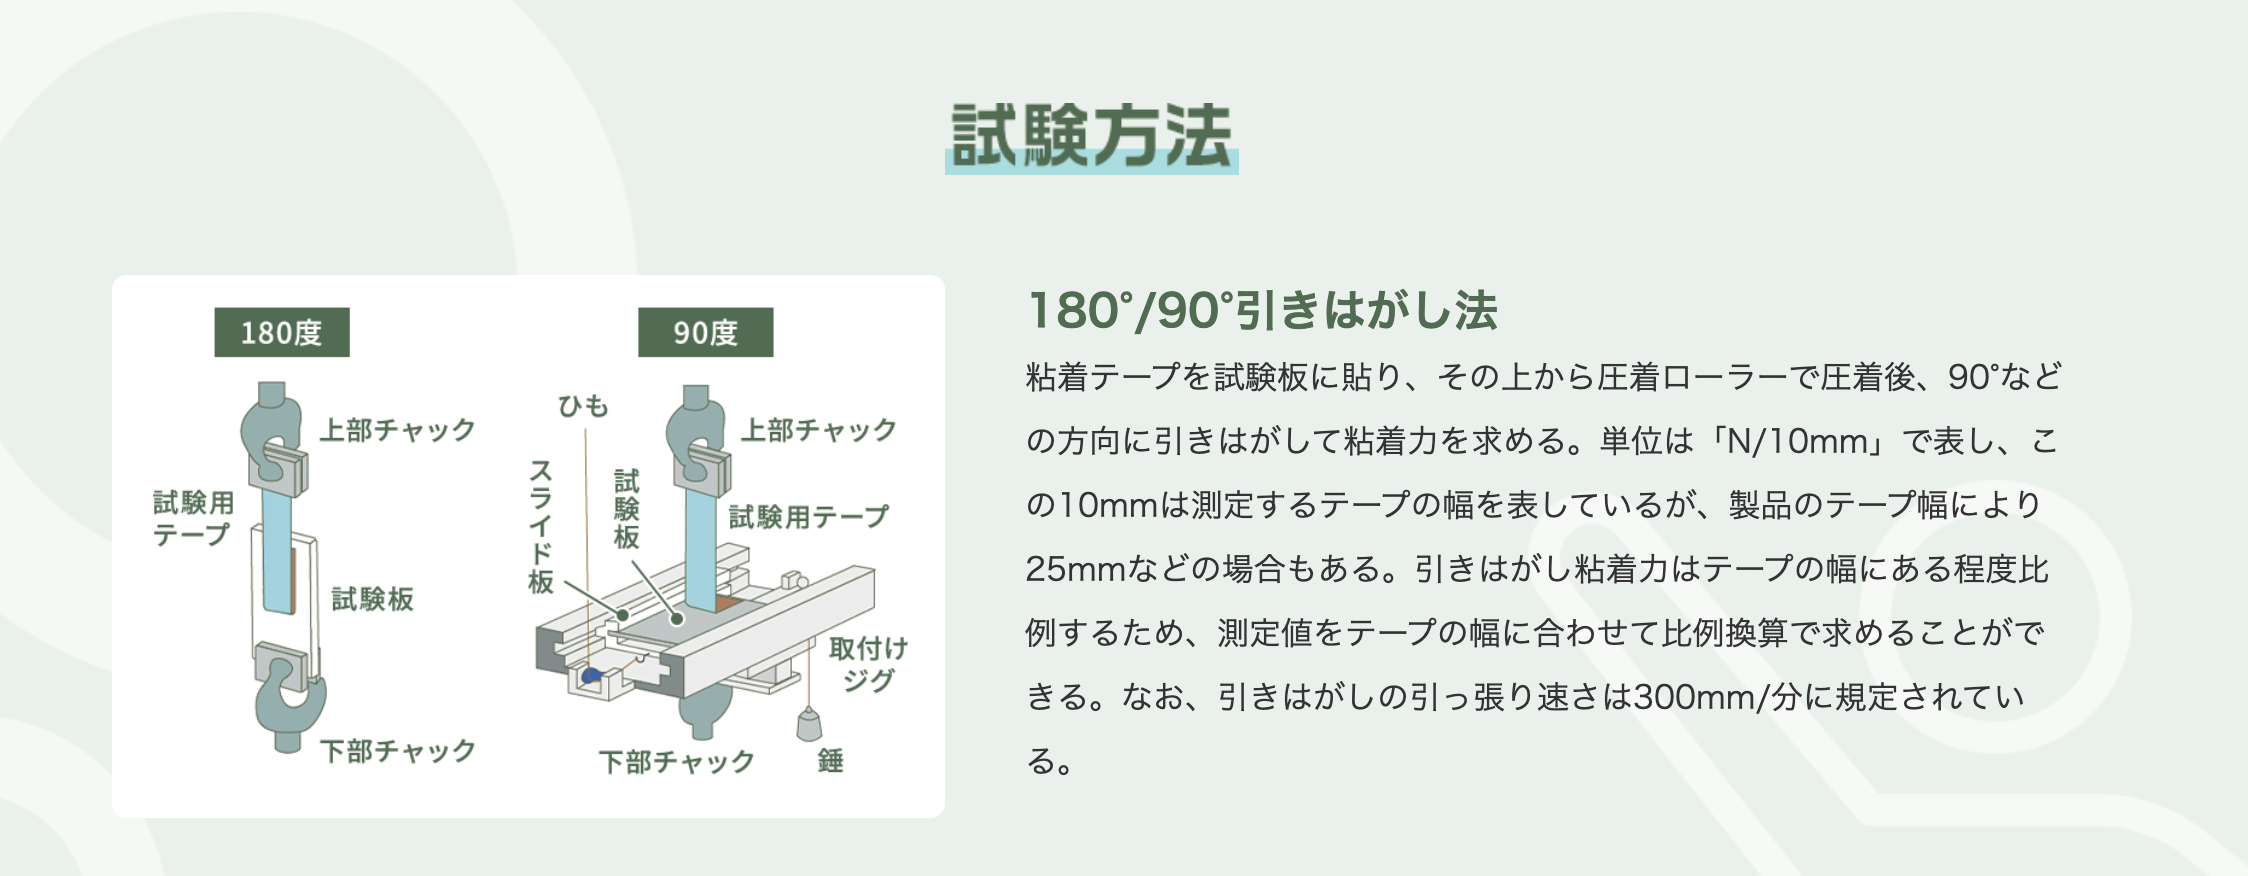 試験方法
180度
上部チャック
試験用
テープ
試験板
下部チャック
90度
ひも
上部チャック
スライド板
試験板
試験用テープ
取付け
ジグ
下部チャック
錘
180°/90°引きはがし法
粘着テープを試験板に貼り、その上から圧着ローラーで圧着後、90°など
の方向に引きはがして粘着力を求める。単位は「N/10mm」で表し、こ
の10mmは測定するテープの幅を表しているが、製品のテープ幅により
25mmなどの場合もある。引きはがし粘着力はテープの幅にある程度比
例するため、測定値をテープの幅に合わせて比例換算で求めることがで
きる。なお、引きはがしの引っ張り速さは300mm/分に規定されてい
る。